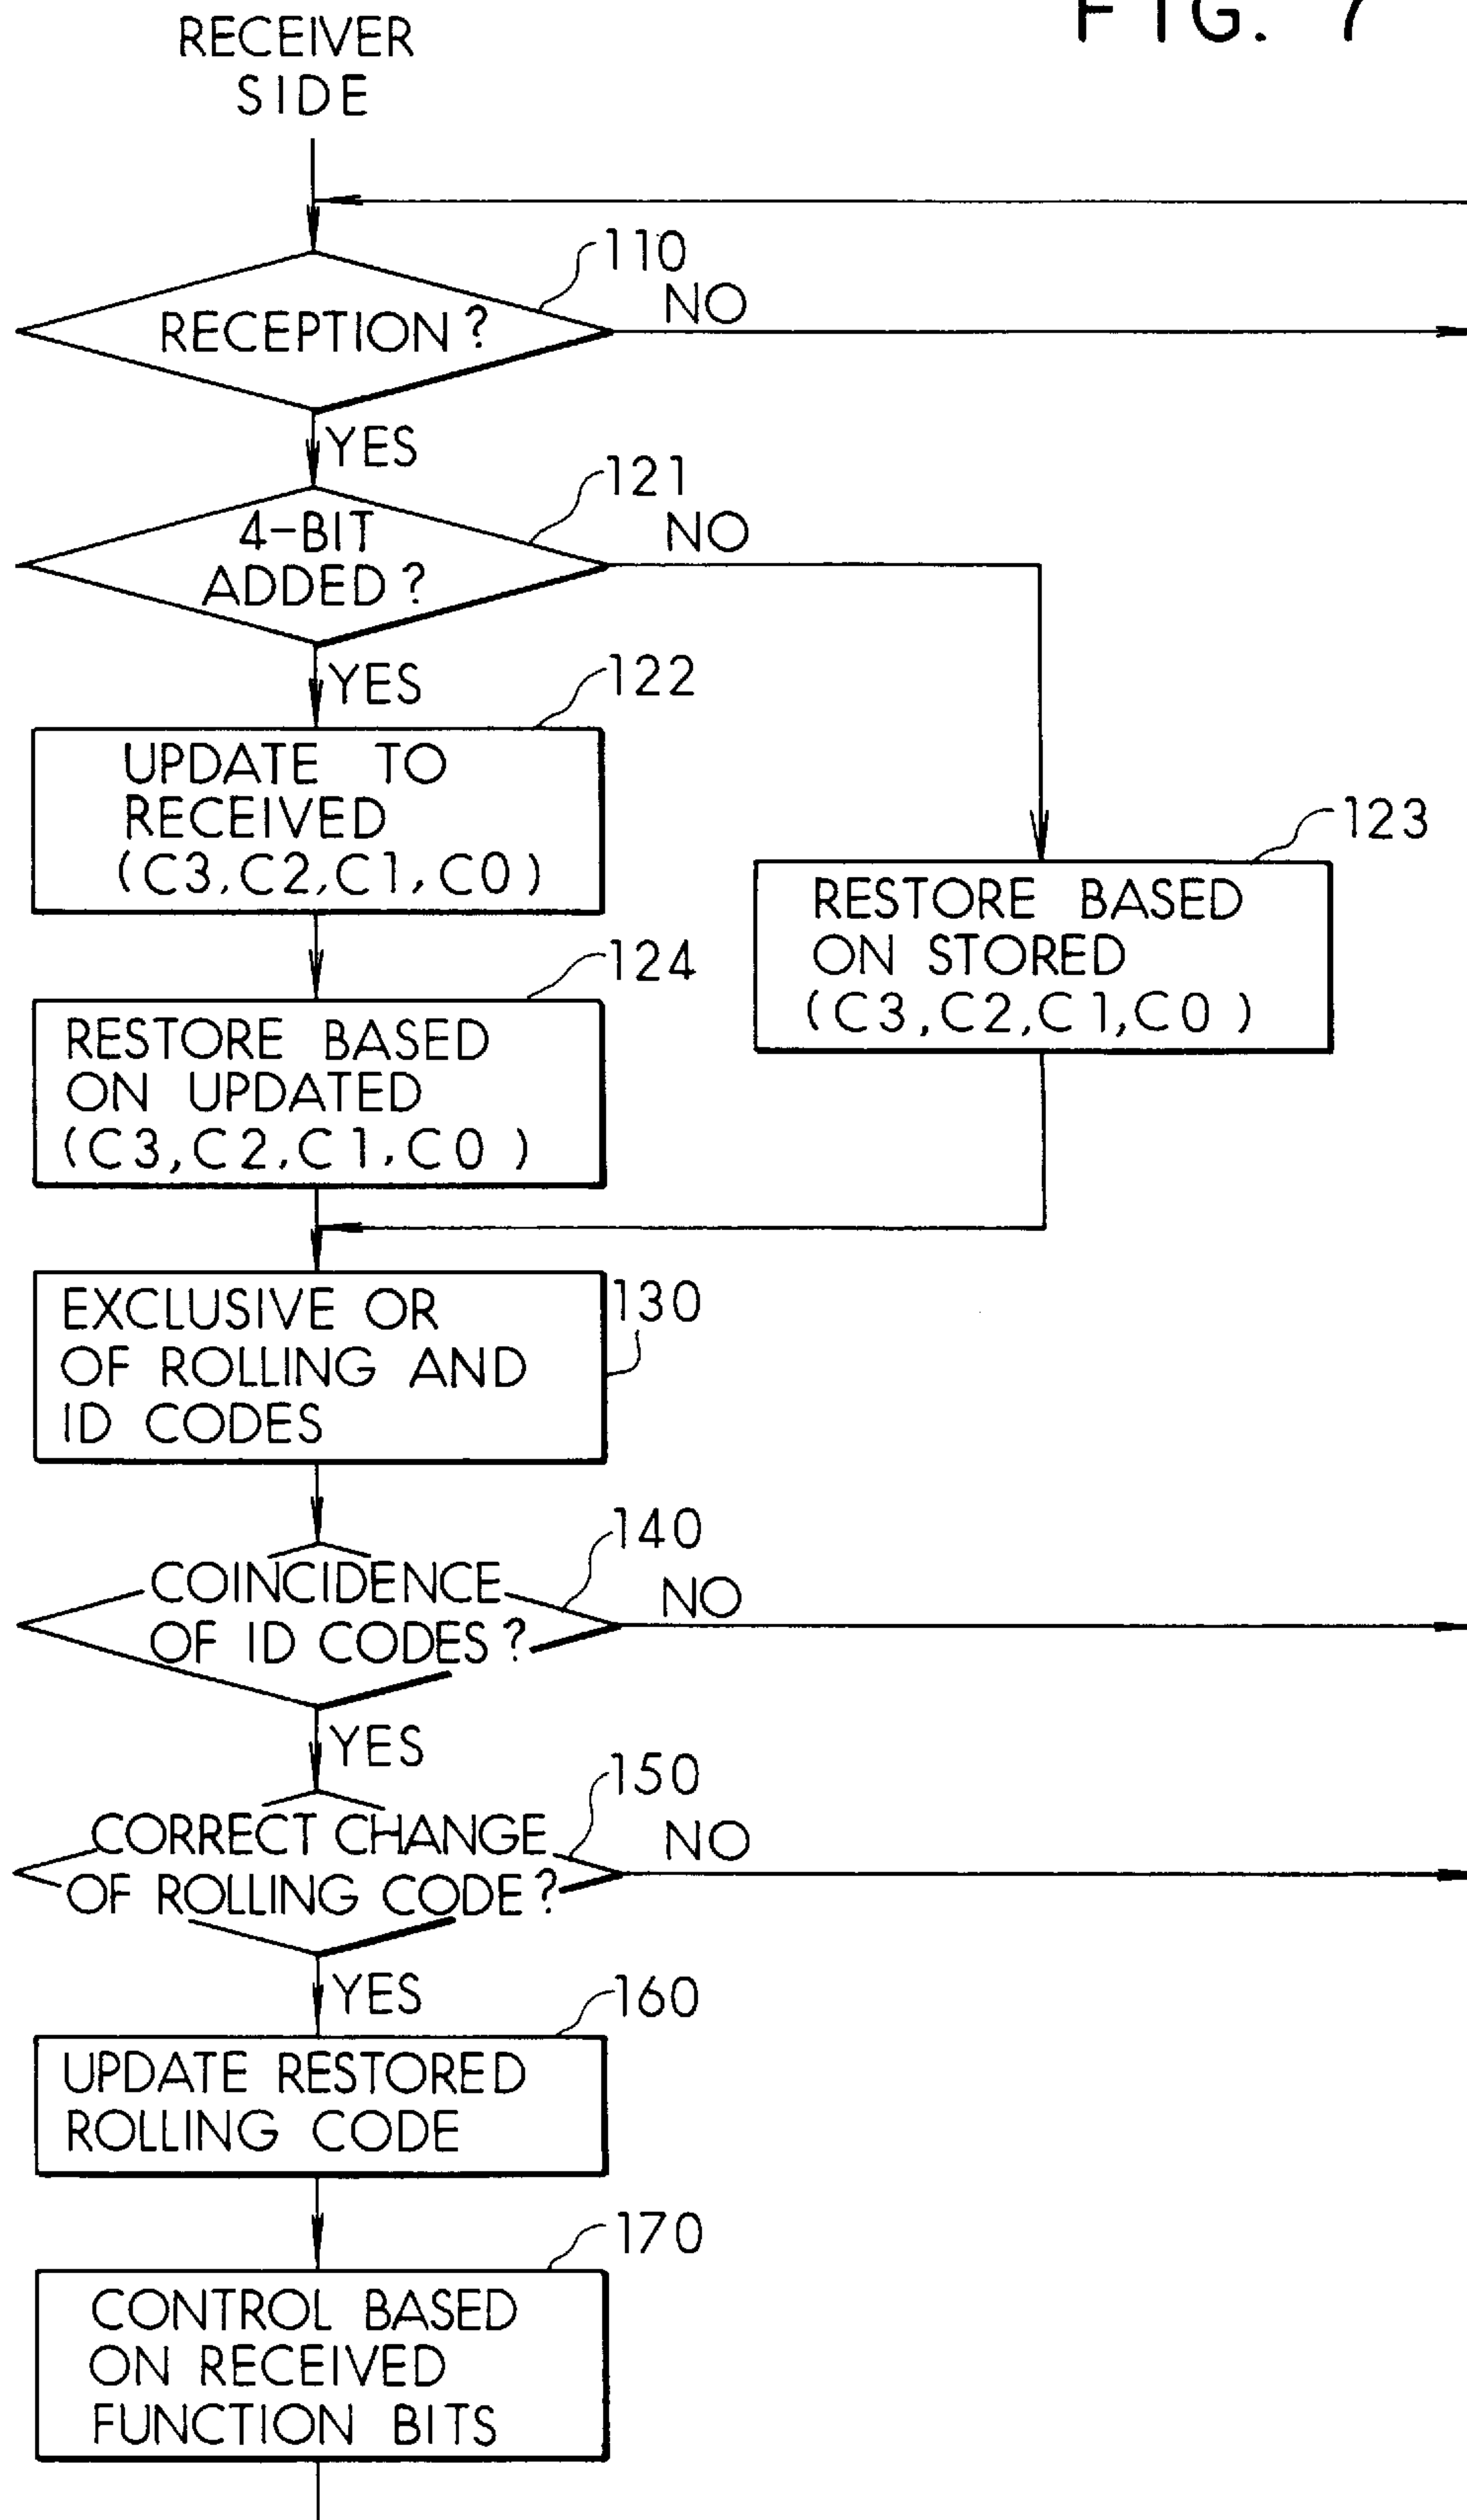 FIG. 7
RECEIVER
SIDE
110
NO
RECEPTION?
YES
121
NO
4-BIT
ADDED?
YES
122
UPDATE TO
RECEIVED
(C3,C2,C1,C0)
123
RESTORE BASED
ON STORED
(C3,C2,C1,C0)
124
RESTORE BASED
ON UPDATED
(C3,C2,C1,C0)
130
EXCLUSIVE OR
OF ROLLING AND
ID CODES
140
NO
COINCIDENCE
OF ID CODES?
YES
150
NO
CORRECT CHANGE
OF ROLLING CODE?
YES
160
UPDATE RESTORED
ROLLING CODE
170
CONTROL BASED
ON RECEIVED
FUNCTION BITS